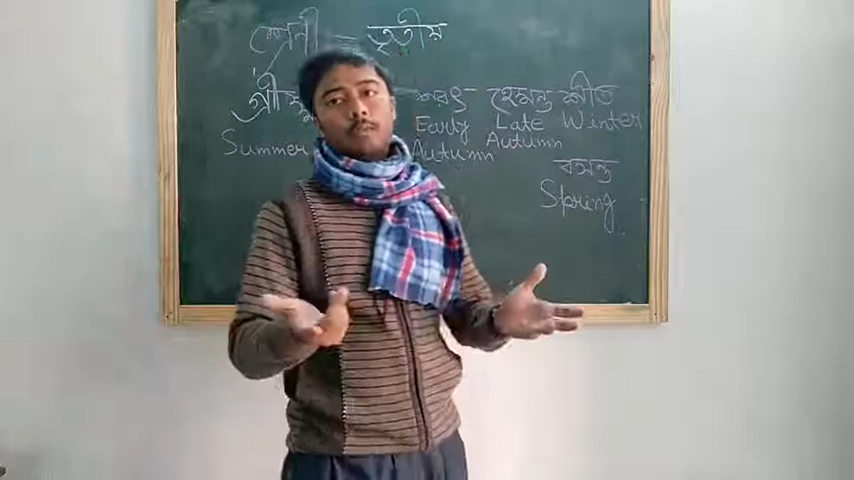 শ্রেণী তৃতীয়
গ্রীষ্ম শরৎ হেমন্ত শীত
Summer Early Late Winter
Autumn Autumn
বসন্ত
Spring